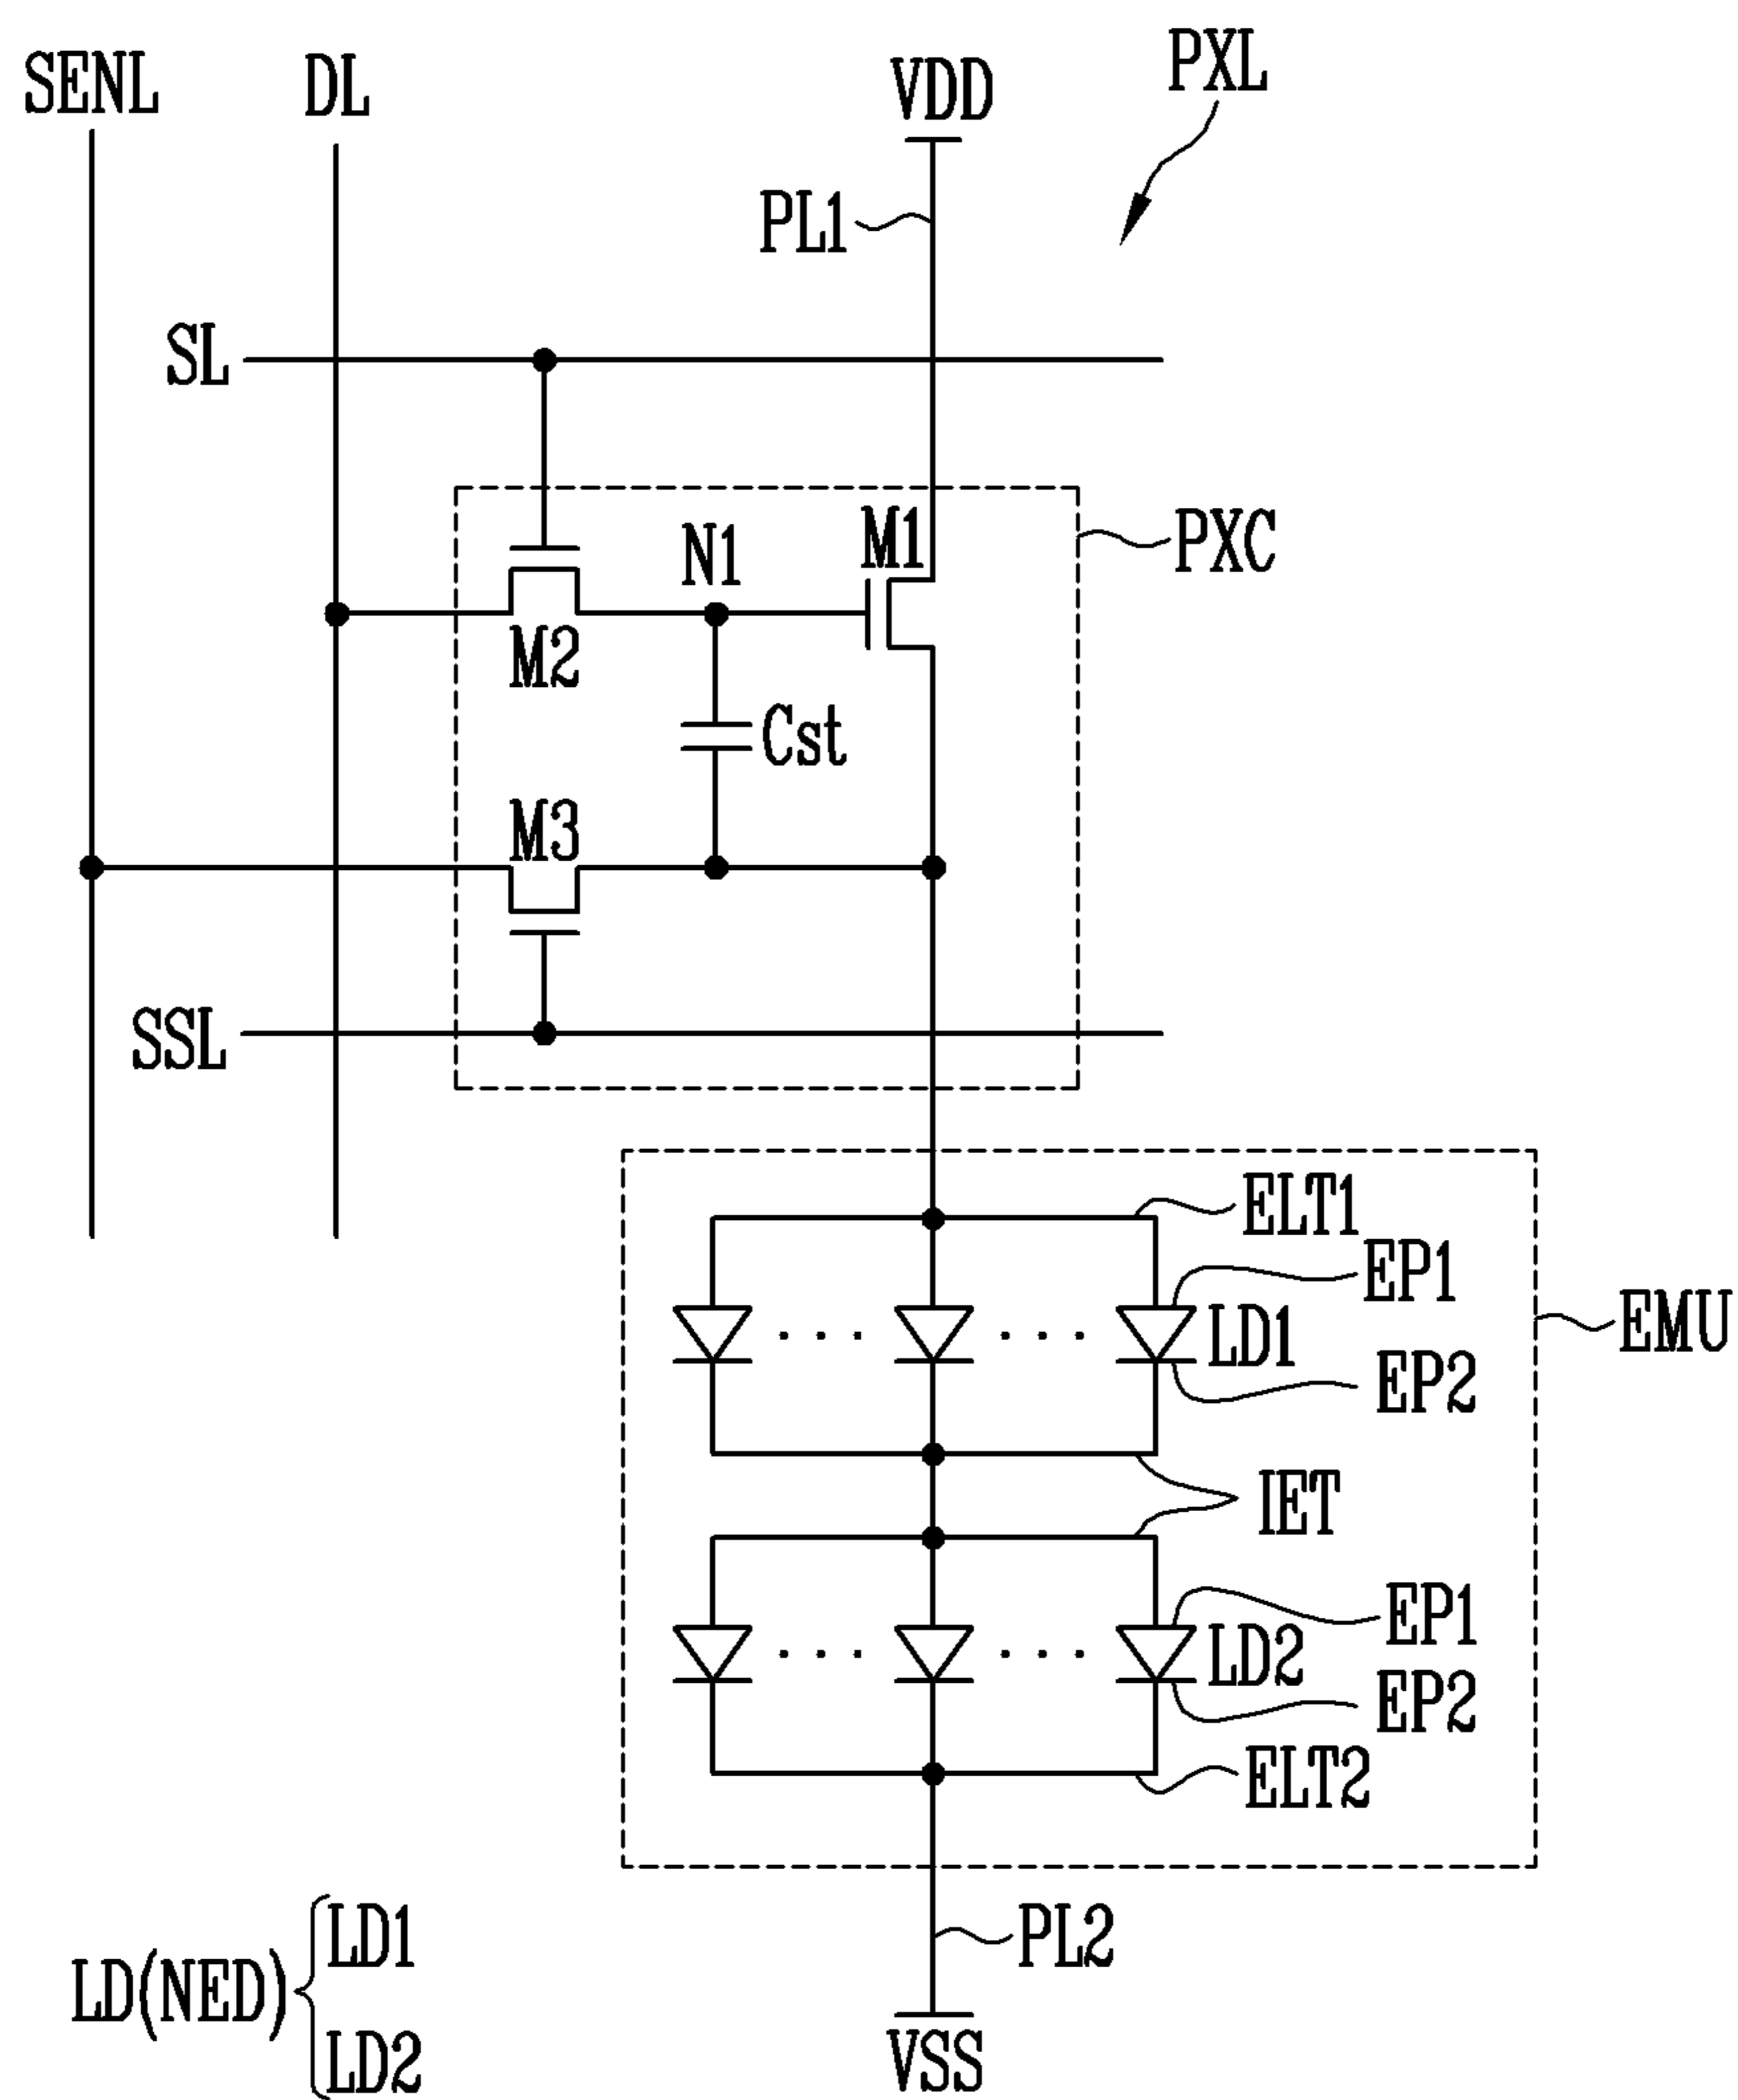 SENL
DL
VDD
PXL
PL1
SL
N1
M1
PXC
M2
Cst
M3
SSL
ELT1
EP1
LD1
EMU
EP2
IET
EP1
LD2
EP2
ELT2
LD1
PL2
LD(NED)
LD2
VSS